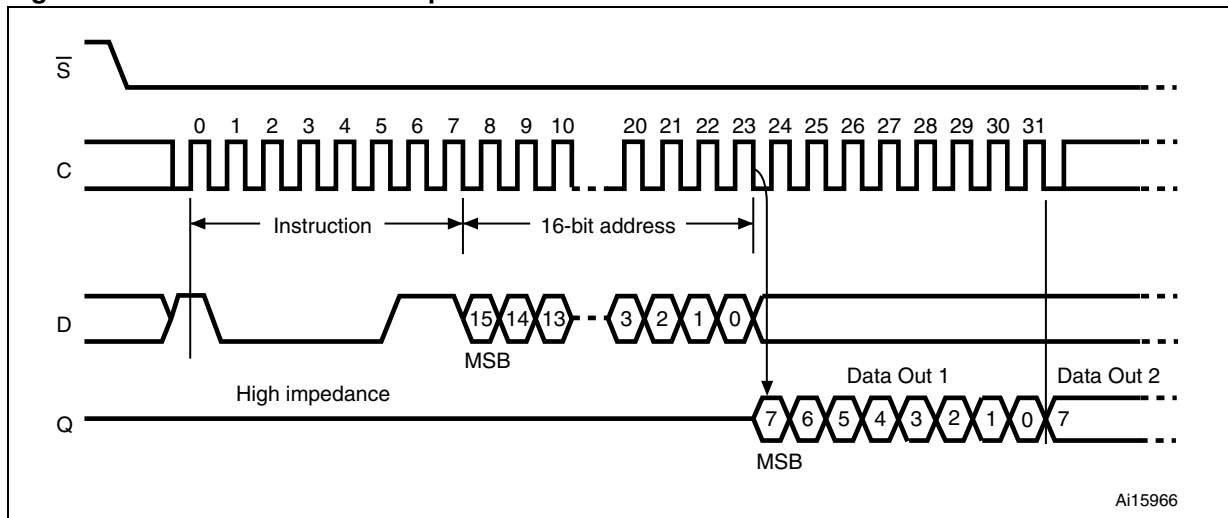 S
0 1 2 3 4 5 6 7 8 9 10 20 21 22 23 24 25 26 27 28 29 30 31
C
Instruction 16-bit address
D
15 14 13 3 2 1 0
MSB
High impedance
Data Out 1 Data Out 2
Q
7 6 5 4 3 2 1 0 7
MSB
Ai15966